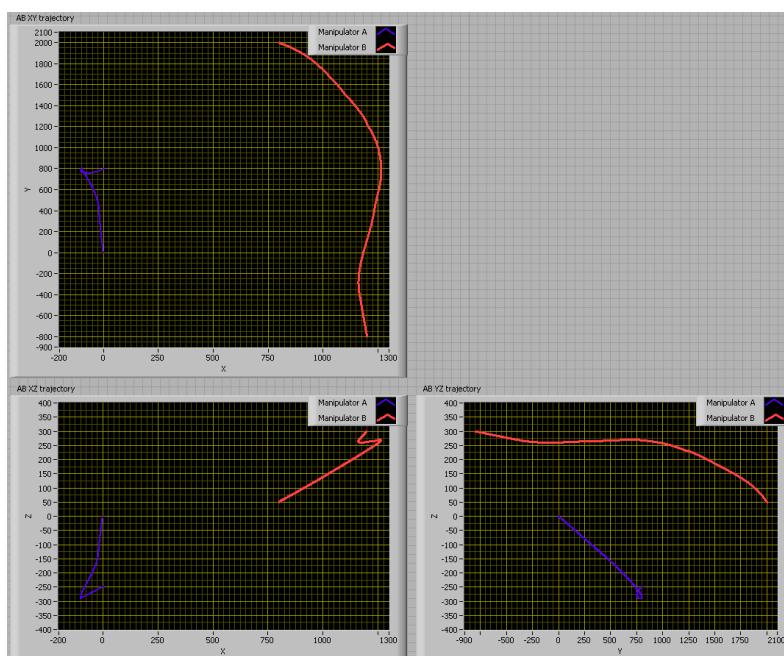 AB XY trajectory
Manipulator A
Manipulator B
2100
2000
1800
1600
1400
1200
1000
800
600
400
200
0
-200
-400
-600
-800
-900
Y
-200 0 250 500 750 1000 1300
X
AB XZ trajectory
Manipulator A
Manipulator B
400
350
300
250
200
150
100
50
0
-50
-100
-150
-200
-250
-300
-350
-400
Z
-200 0 250 500 750 1000 1300
X
AB YZ trajectory
Manipulator A
Manipulator B
400
350
300
250
200
150
100
50
0
-50
-100
-150
-200
-250
-300
-350
-400
Z
-900 -500 -250 0 250 500 750 1000 1250 1500 1750 2100
Y